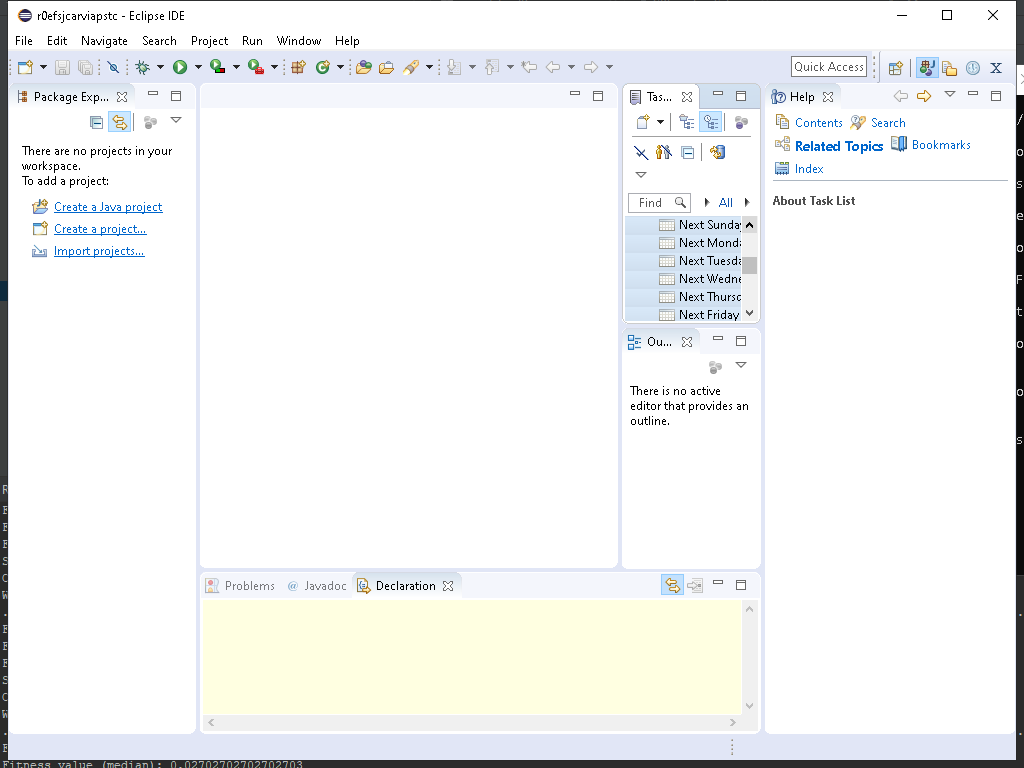 r0efsjcarviapstc - Eclipse IDE
File Edit Navigate Search Project Run Window Help
Quick Access
Package Exp...
There are no projects in your
workspace.
To add a project:
Create a Java project
Create a project...
Import projects...
Tas...
Find
All
Next Sunday
Next Monda
Next Tuesda
Next Wedne
Next Thursd
Next Friday
Ou...
There is no active
editor that provides an
outline.
Help
Contents Search
Related Topics Bookmarks
Index
About Task List
Problems @ Javadoc Declaration
Fitness value (median): 0.02702702702702703